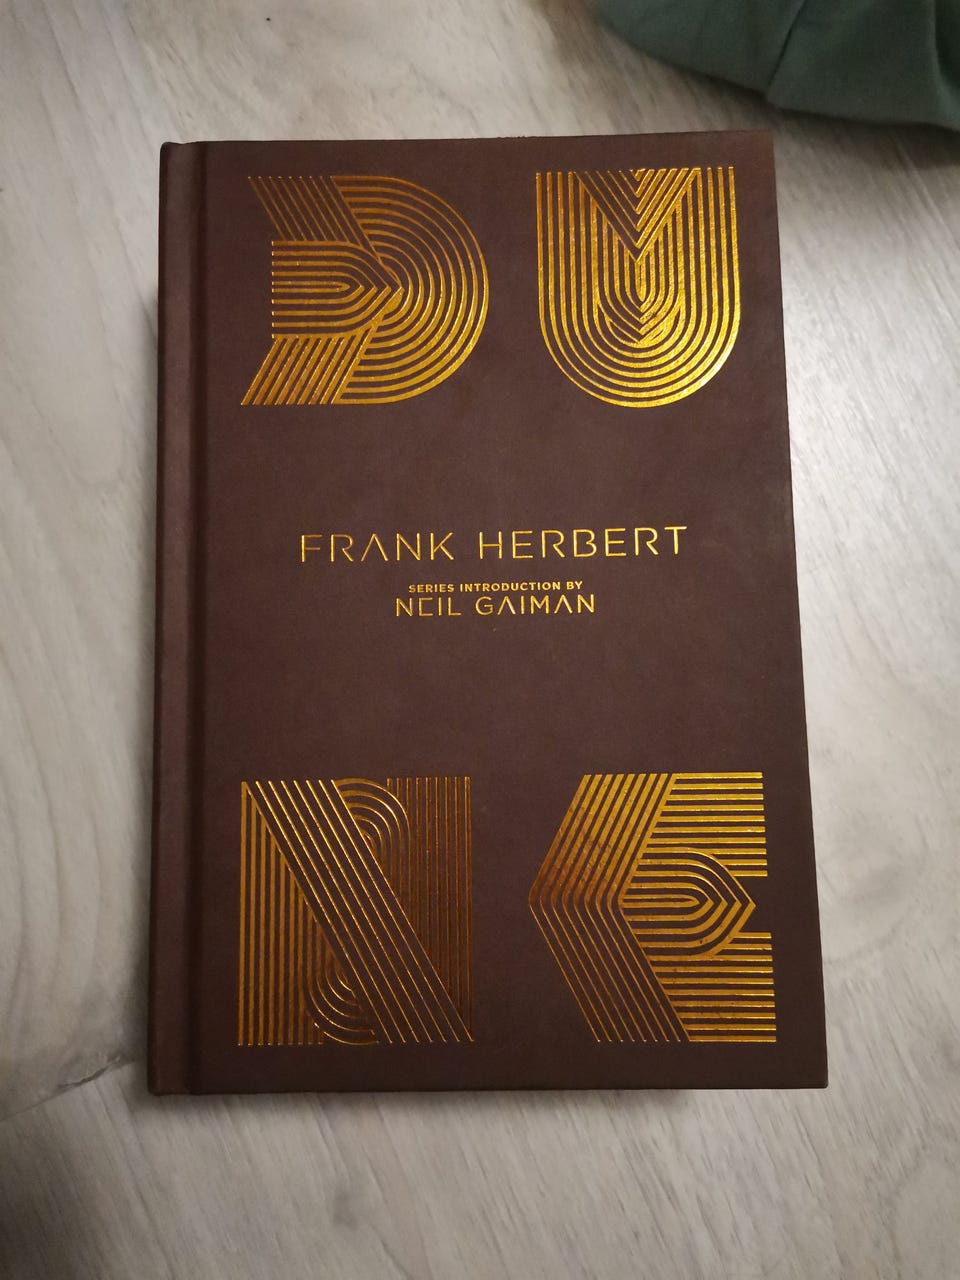 DU
FRANK HERBERT
SERIES INTRODUCTION BY
NEIL GAIMAN
NE